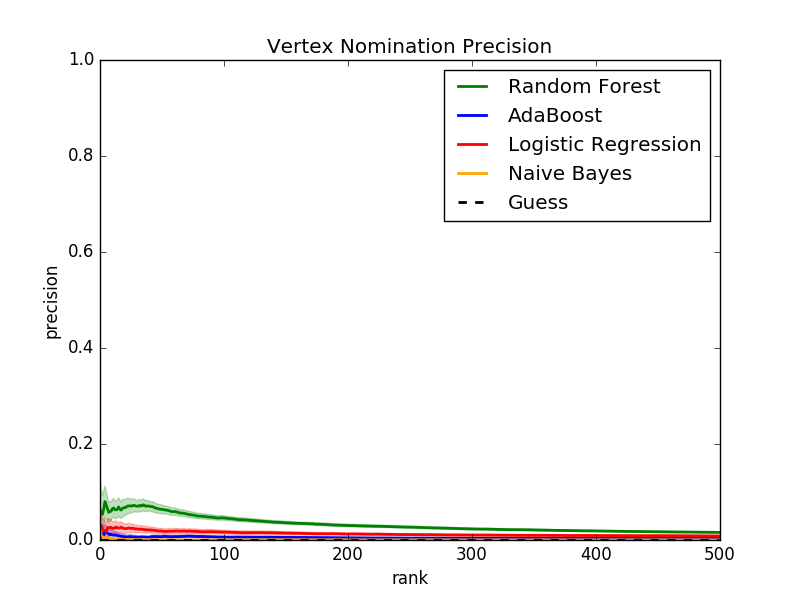 Vertex Nomination Precision
1.0
0.8
0.6
0.4
0.2
0.0
precision
Random Forest
AdaBoost
Logistic Regression
Naive Bayes
Guess
0 100 200 300 400 500
rank